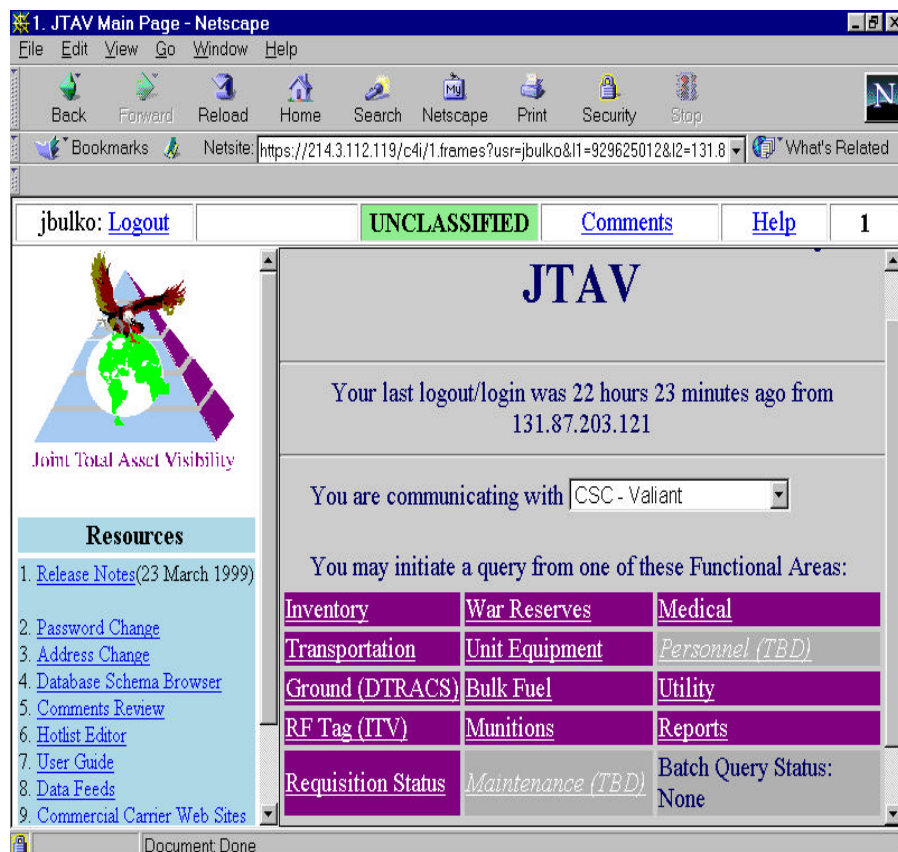 1. JTAV Main Page - Netscape
File Edit View Go Window Help
Back Forward Reload Home Search Netscape Print Security Stop
My
N
Bookmarks Netsite: https://214.3.112.119/c4i/1.frames?usr=jbulko&l1=929625012&l2=131.8 What's Related
jbulko: Logout UNCLASSIFIED Comments Help 1
Joint Total Asset Visibility
Resources
1. Release Notes(23 March 1999)
2. Password Change
3. Address Change
4. Database Schema Browser
5. Comments Review
6. Hotlist Editor
7. User Guide
8. Data Feeds
9. Commercial Carrier Web Sites
JTAV
Your last logout/login was 22 hours 23 minutes ago from
131.87.203.121
You are communicating with CSC - Valiant
You may initiate a query from one of these Functional Areas:
Inventory War Reserves Medical
Transportation Unit Equipment Personnel (TBD)
Ground (DTRACS) Bulk Fuel Utility
RF Tag (ITV) Munitions Reports
Requisition Status Maintenance (TBD) Batch Query Status:
None
Document: Done